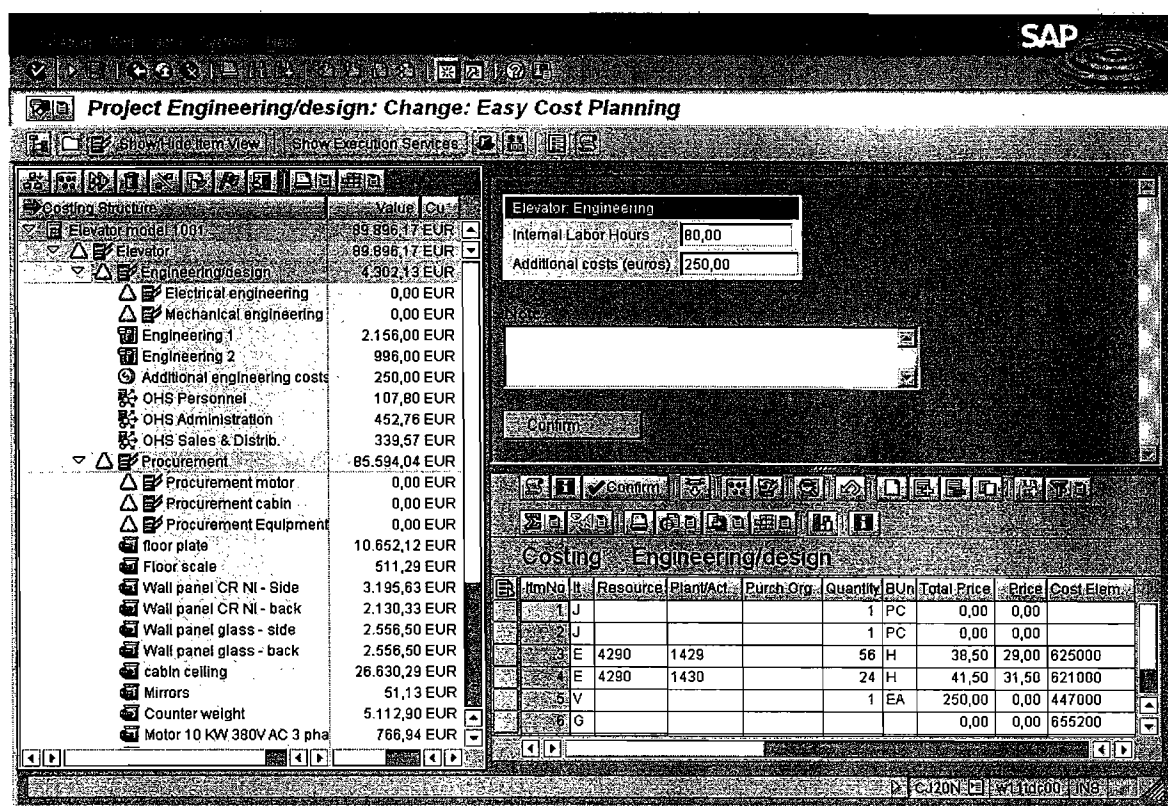 SAP
Project Engineering/design: Change: Easy Cost Planning
Show/Hide Item View Show Execution Services
Costing Structure Value Cu
Elevator model 1001 89.896,17 EUR
Elevator 89.896,17 EUR
Engineering/design 4.302,13 EUR
Electrical engineering 0,00 EUR
Mechanical engineering 0,00 EUR
Engineering 1 2.156,00 EUR
Engineering 2 996,00 EUR
Additional engineering costs 250,00 EUR
OHS Personnel 107,80 EUR
OHS Administration 452,76 EUR
OHS Sales & Distrib. 339,57 EUR
Procurement 85.594,04 EUR
Procurement motor 0,00 EUR
Procurement cabin 0,00 EUR
Procurement Equipment 0,00 EUR
floor plate 10.652,12 EUR
Floor scale 511,29 EUR
Wall panel CR NI - Side 3.195,63 EUR
Wall panel CR NI - back 2.130,33 EUR
Wall panel glass - side 2.556,50 EUR
Wall panel glass - back 2.556,50 EUR
cabin ceiling 26.630,29 EUR
Mirrors 51,13 EUR
Counter weight 5.112,90 EUR
Motor 10 KW 380V AC 3 pha 766,94 EUR
Elevator: Engineering
Internal Labor Hours 80,00
Additional costs (euros) 250,00
Note
Confirm
Confirm
Costing Engineering/design
ItmNo It Resource Plant/Act. Purch Org. Quantity BUn Total Price Price Cost Elem.
1 J 1 PC 0,00 0,00
2 J 1 PC 0,00 0,00
3 E 4290 1429 56 H 38,50 29,00 625000
4 E 4290 1430 24 H 41,50 31,50 621000
5 V 1 EA 250,00 0,00 447000
6 G 0,00 0,00 655200
CJ20N w11tdc00 INS